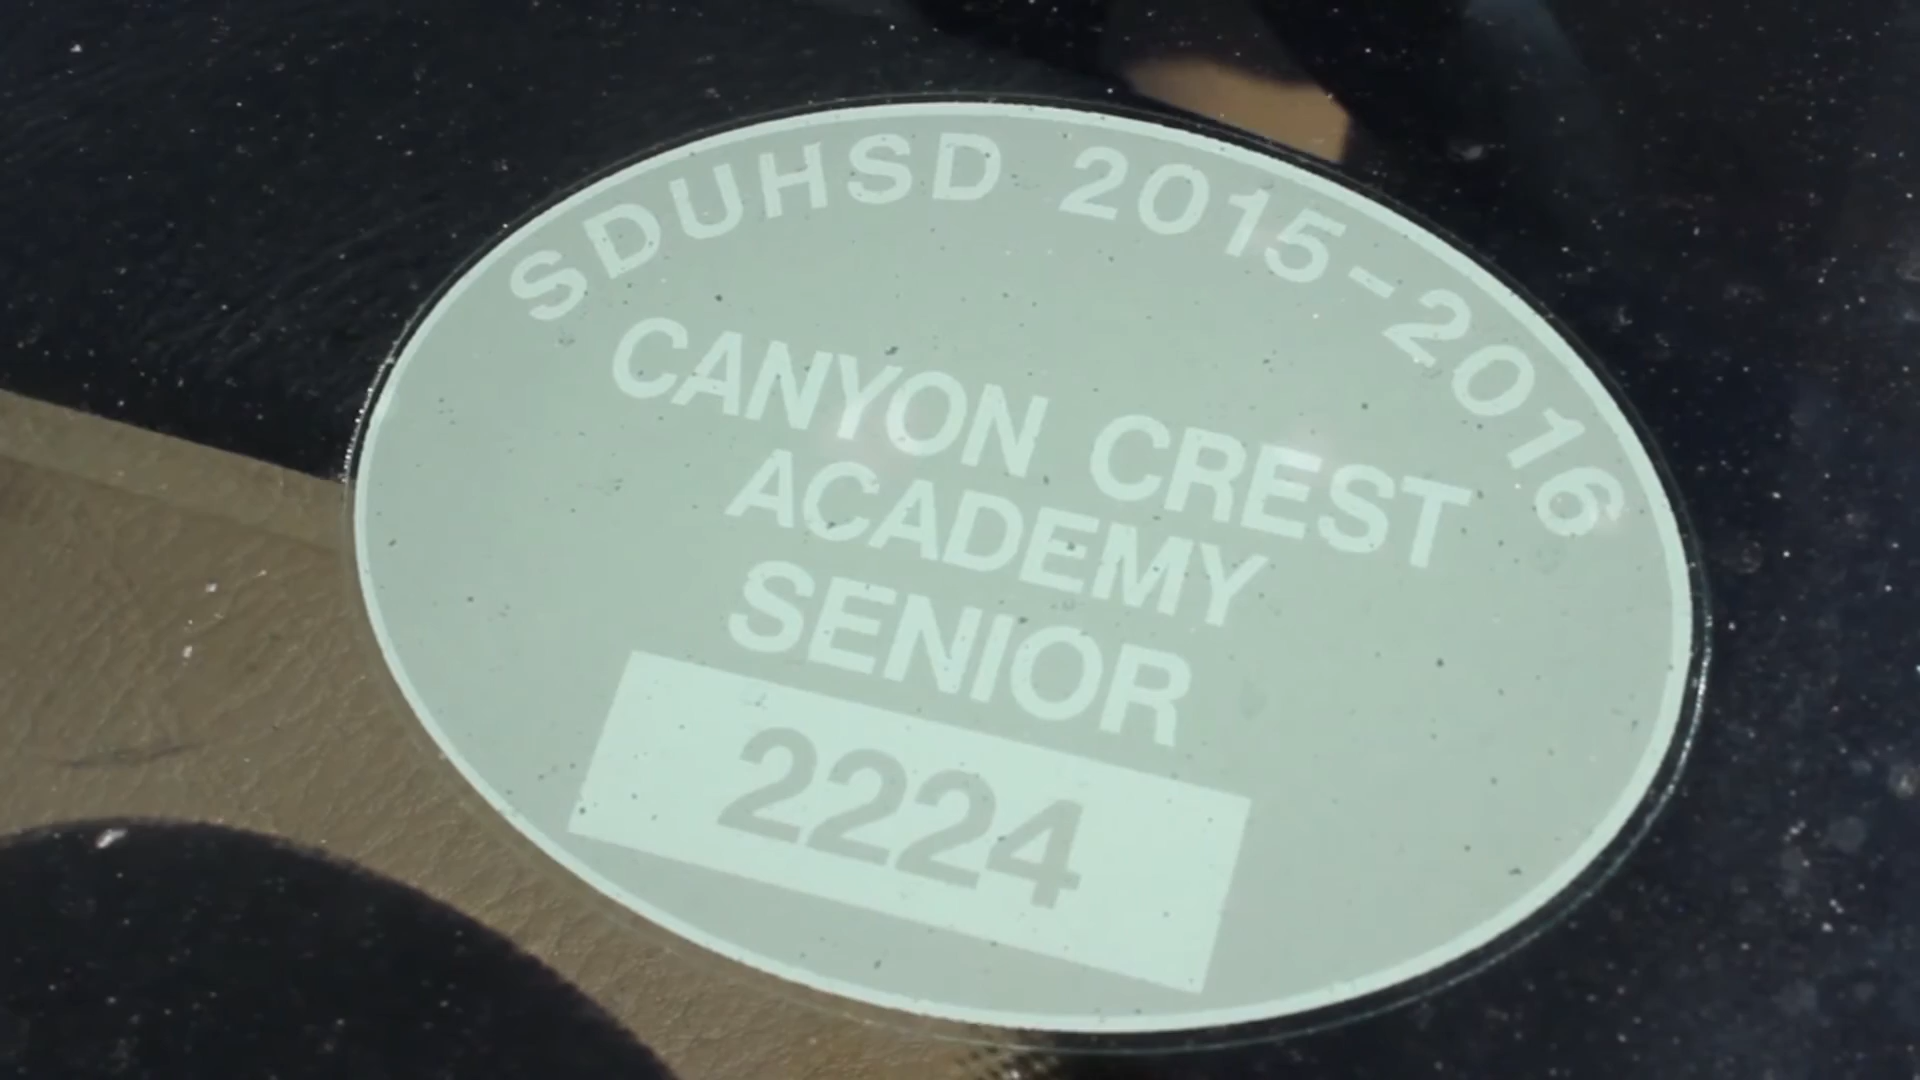 SDUHSD 2015-2016
CANYON CREST
ACADEMY
SENIOR
2224